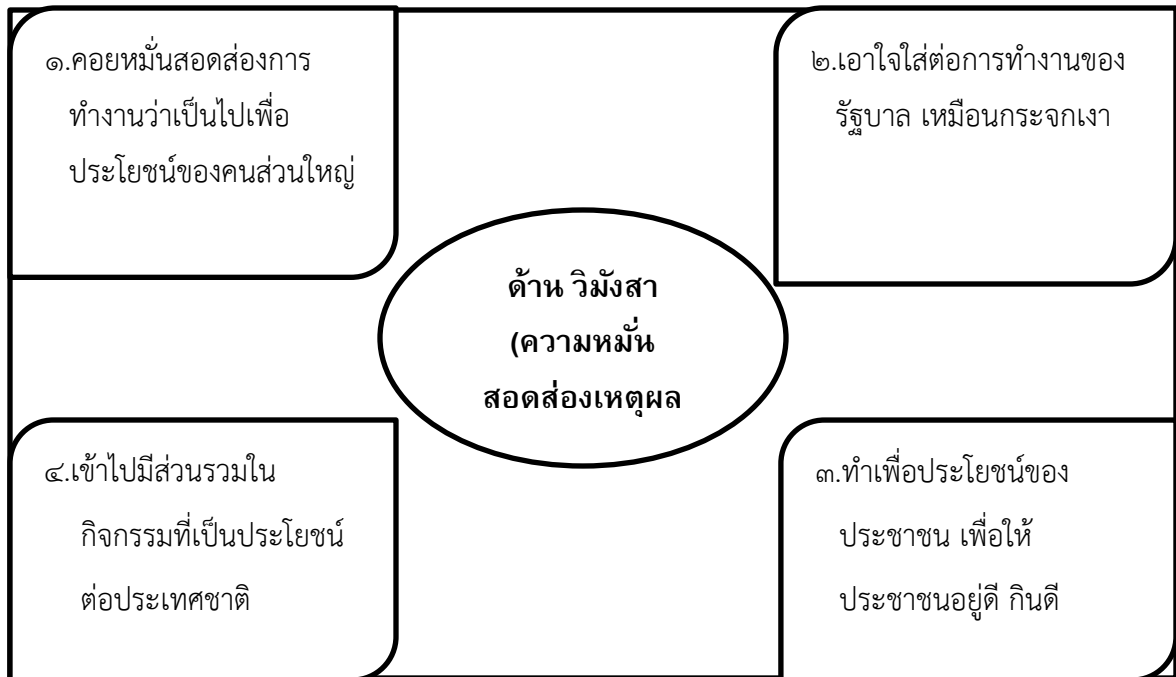 ๑.คอยหมั่นสอดส่องการ
ทำงานว่าเป็นไปเพื่อ
ประโยชน์ของคนส่วนใหญ่
๒.เอาใจใส่ต่อการทำงานของ
รัฐบาล เหมือนกระจกเงา
ด้าน วิมังสา
(ความหมั่น
สอดส่องเหตุผล
๔.เข้าไปมีส่วนรวมใน
กิจกรรมที่เป็นประโยชน์
ต่อประเทศชาติ
๓.ทำเพื่อประโยชน์ของ
ประชาชน เพื่อให้
ประชาชนอยู่ดี กินดี